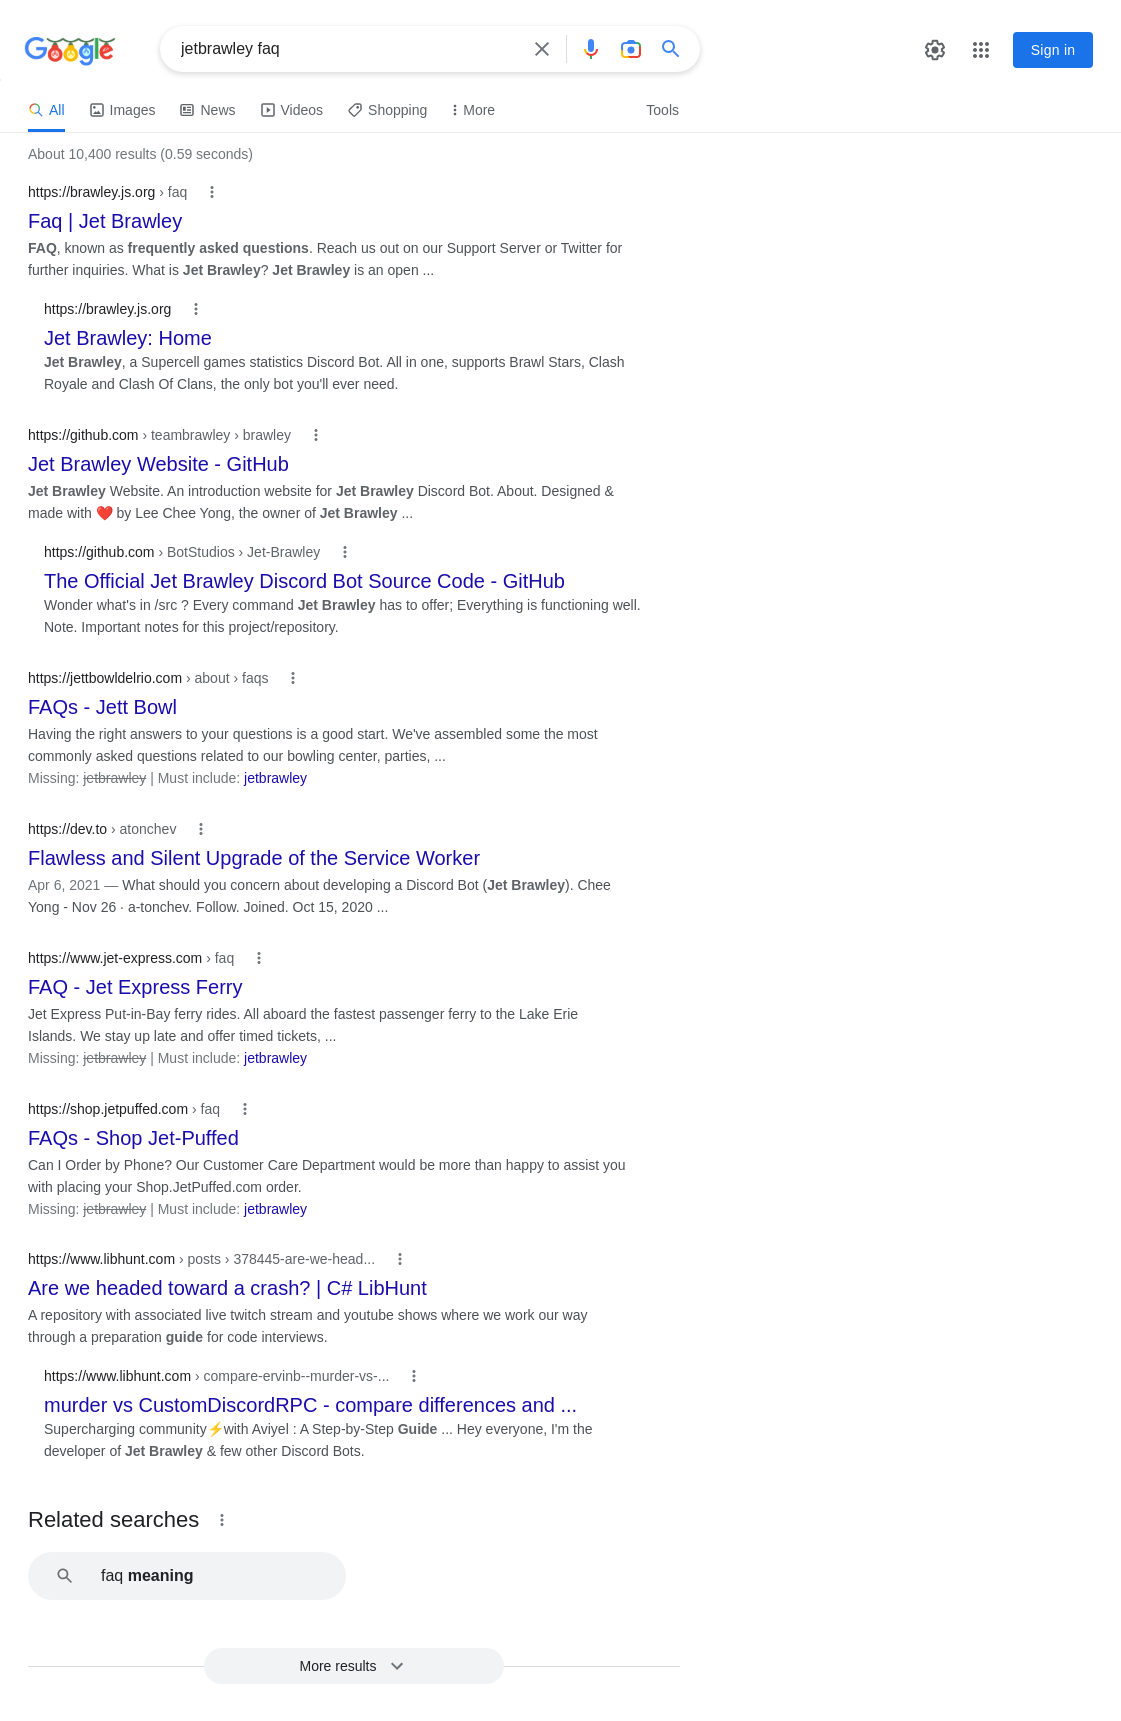 Google
jetbrawley faq
Sign in
All
Images
News
Videos
Shopping
More
Tools
About 10,400 results (0.59 seconds)
https://brawley.js.org › faq
Faq | Jet Brawley
FAQ, known as frequently asked questions. Reach us out on our Support Server or Twitter for
further inquiries. What is Jet Brawley? Jet Brawley is an open ...
https://brawley.js.org
Jet Brawley: Home
Jet Brawley, a Supercell games statistics Discord Bot. All in one, supports Brawl Stars, Clash
Royale and Clash Of Clans, the only bot you'll ever need.
https://github.com › teambrawley › brawley
Jet Brawley Website - GitHub
Jet Brawley Website. An introduction website for Jet Brawley Discord Bot. About. Designed &
made with ❤️ by Lee Chee Yong, the owner of Jet Brawley ...
https://github.com › BotStudios › Jet-Brawley
The Official Jet Brawley Discord Bot Source Code - GitHub
Wonder what's in /src ? Every command Jet Brawley has to offer; Everything is functioning well.
Note. Important notes for this project/repository.
https://jettbowldelrio.com › about › faqs
FAQs - Jett Bowl
Having the right answers to your questions is a good start. We've assembled some the most
commonly asked questions related to our bowling center, parties, ...
Missing: jetbrawley | Must include: jetbrawley
https://dev.to › atonchev
Flawless and Silent Upgrade of the Service Worker
Apr 6, 2021 — What should you concern about developing a Discord Bot (Jet Brawley). Chee
Yong - Nov 26 · a-tonchev. Follow. Joined. Oct 15, 2020 ...
https://www.jet-express.com › faq
FAQ - Jet Express Ferry
Jet Express Put-in-Bay ferry rides. All aboard the fastest passenger ferry to the Lake Erie
Islands. We stay up late and offer timed tickets, ...
Missing: jetbrawley | Must include: jetbrawley
https://shop.jetpuffed.com › faq
FAQs - Shop Jet-Puffed
Can I Order by Phone? Our Customer Care Department would be more than happy to assist you
with placing your Shop.JetPuffed.com order.
Missing: jetbrawley | Must include: jetbrawley
https://www.libhunt.com › posts › 378445-are-we-head...
Are we headed toward a crash? | C# LibHunt
A repository with associated live twitch stream and youtube shows where we work our way
through a preparation guide for code interviews.
https://www.libhunt.com › compare-ervinb--murder-vs-...
murder vs CustomDiscordRPC - compare differences and ...
Supercharging community⚡with Aviyel : A Step-by-Step Guide ... Hey everyone, I'm the
developer of Jet Brawley & few other Discord Bots.
Related searches
faq meaning
More results